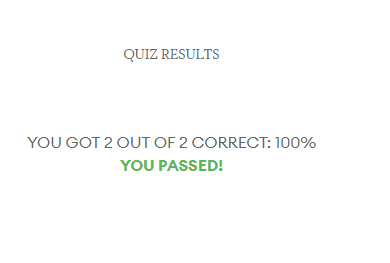 QUIZ RESULTS
YOU GOT 2 OUT OF 2 CORRECT: 100%
YOU PASSED!